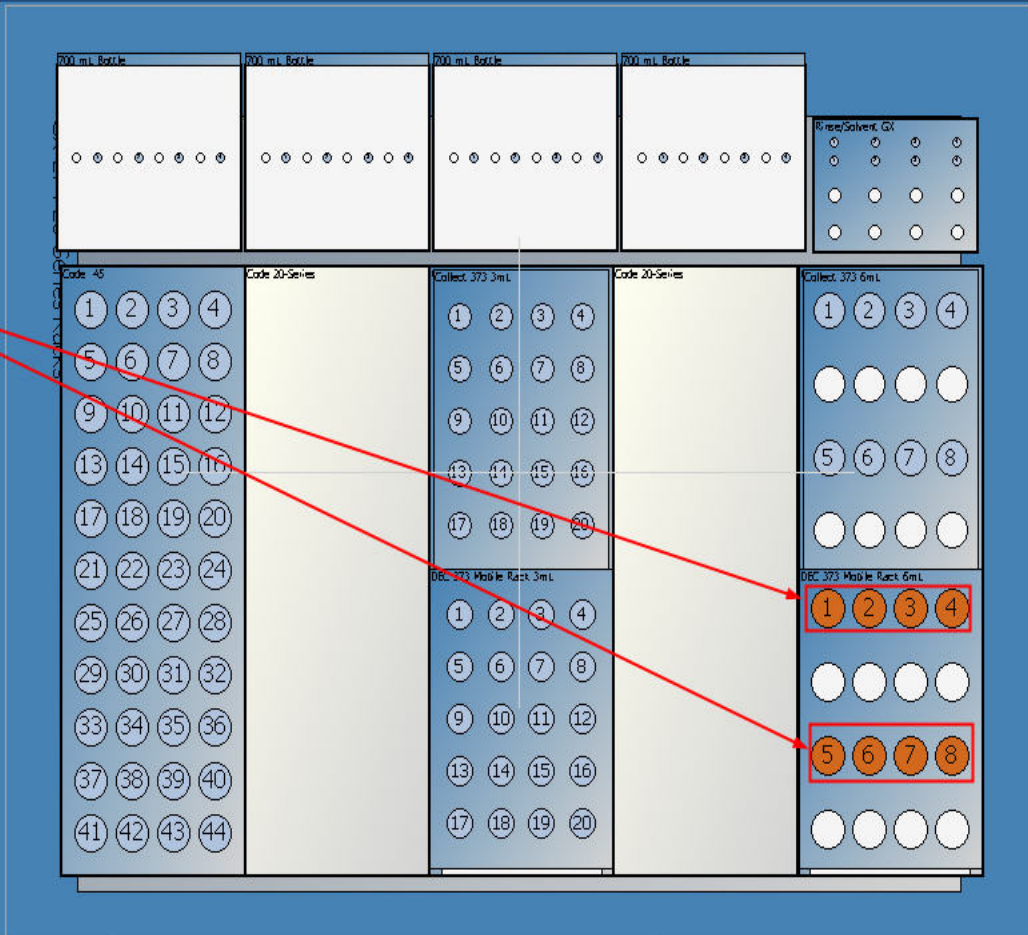 700 mL Bottle 700 mL Bottle 700 mL Bottle 700 mL Bottle
Rinse/Solvent GX
Code 45
1 2 3 4
5 6 7 8
9 10 11 12
13 14 15 16
17 18 19 20
21 22 23 24
25 26 27 28
29 30 31 32
33 34 35 36
37 38 39 40
41 42 43 44
Code 20-Series
Collect 373 3mL
1 2 3 4
5 6 7 8
9 10 11 12
13 14 15 16
17 18 19 20
DEC 373 Mobile Rack 3mL
1 2 3 4
5 6 7 8
9 10 11 12
13 14 15 16
17 18 19 20
Code 20-Series
Collect 373 6mL
1 2 3 4
5 6 7 8
DEC 373 Mobile Rack 6mL
1 2 3 4
5 6 7 8